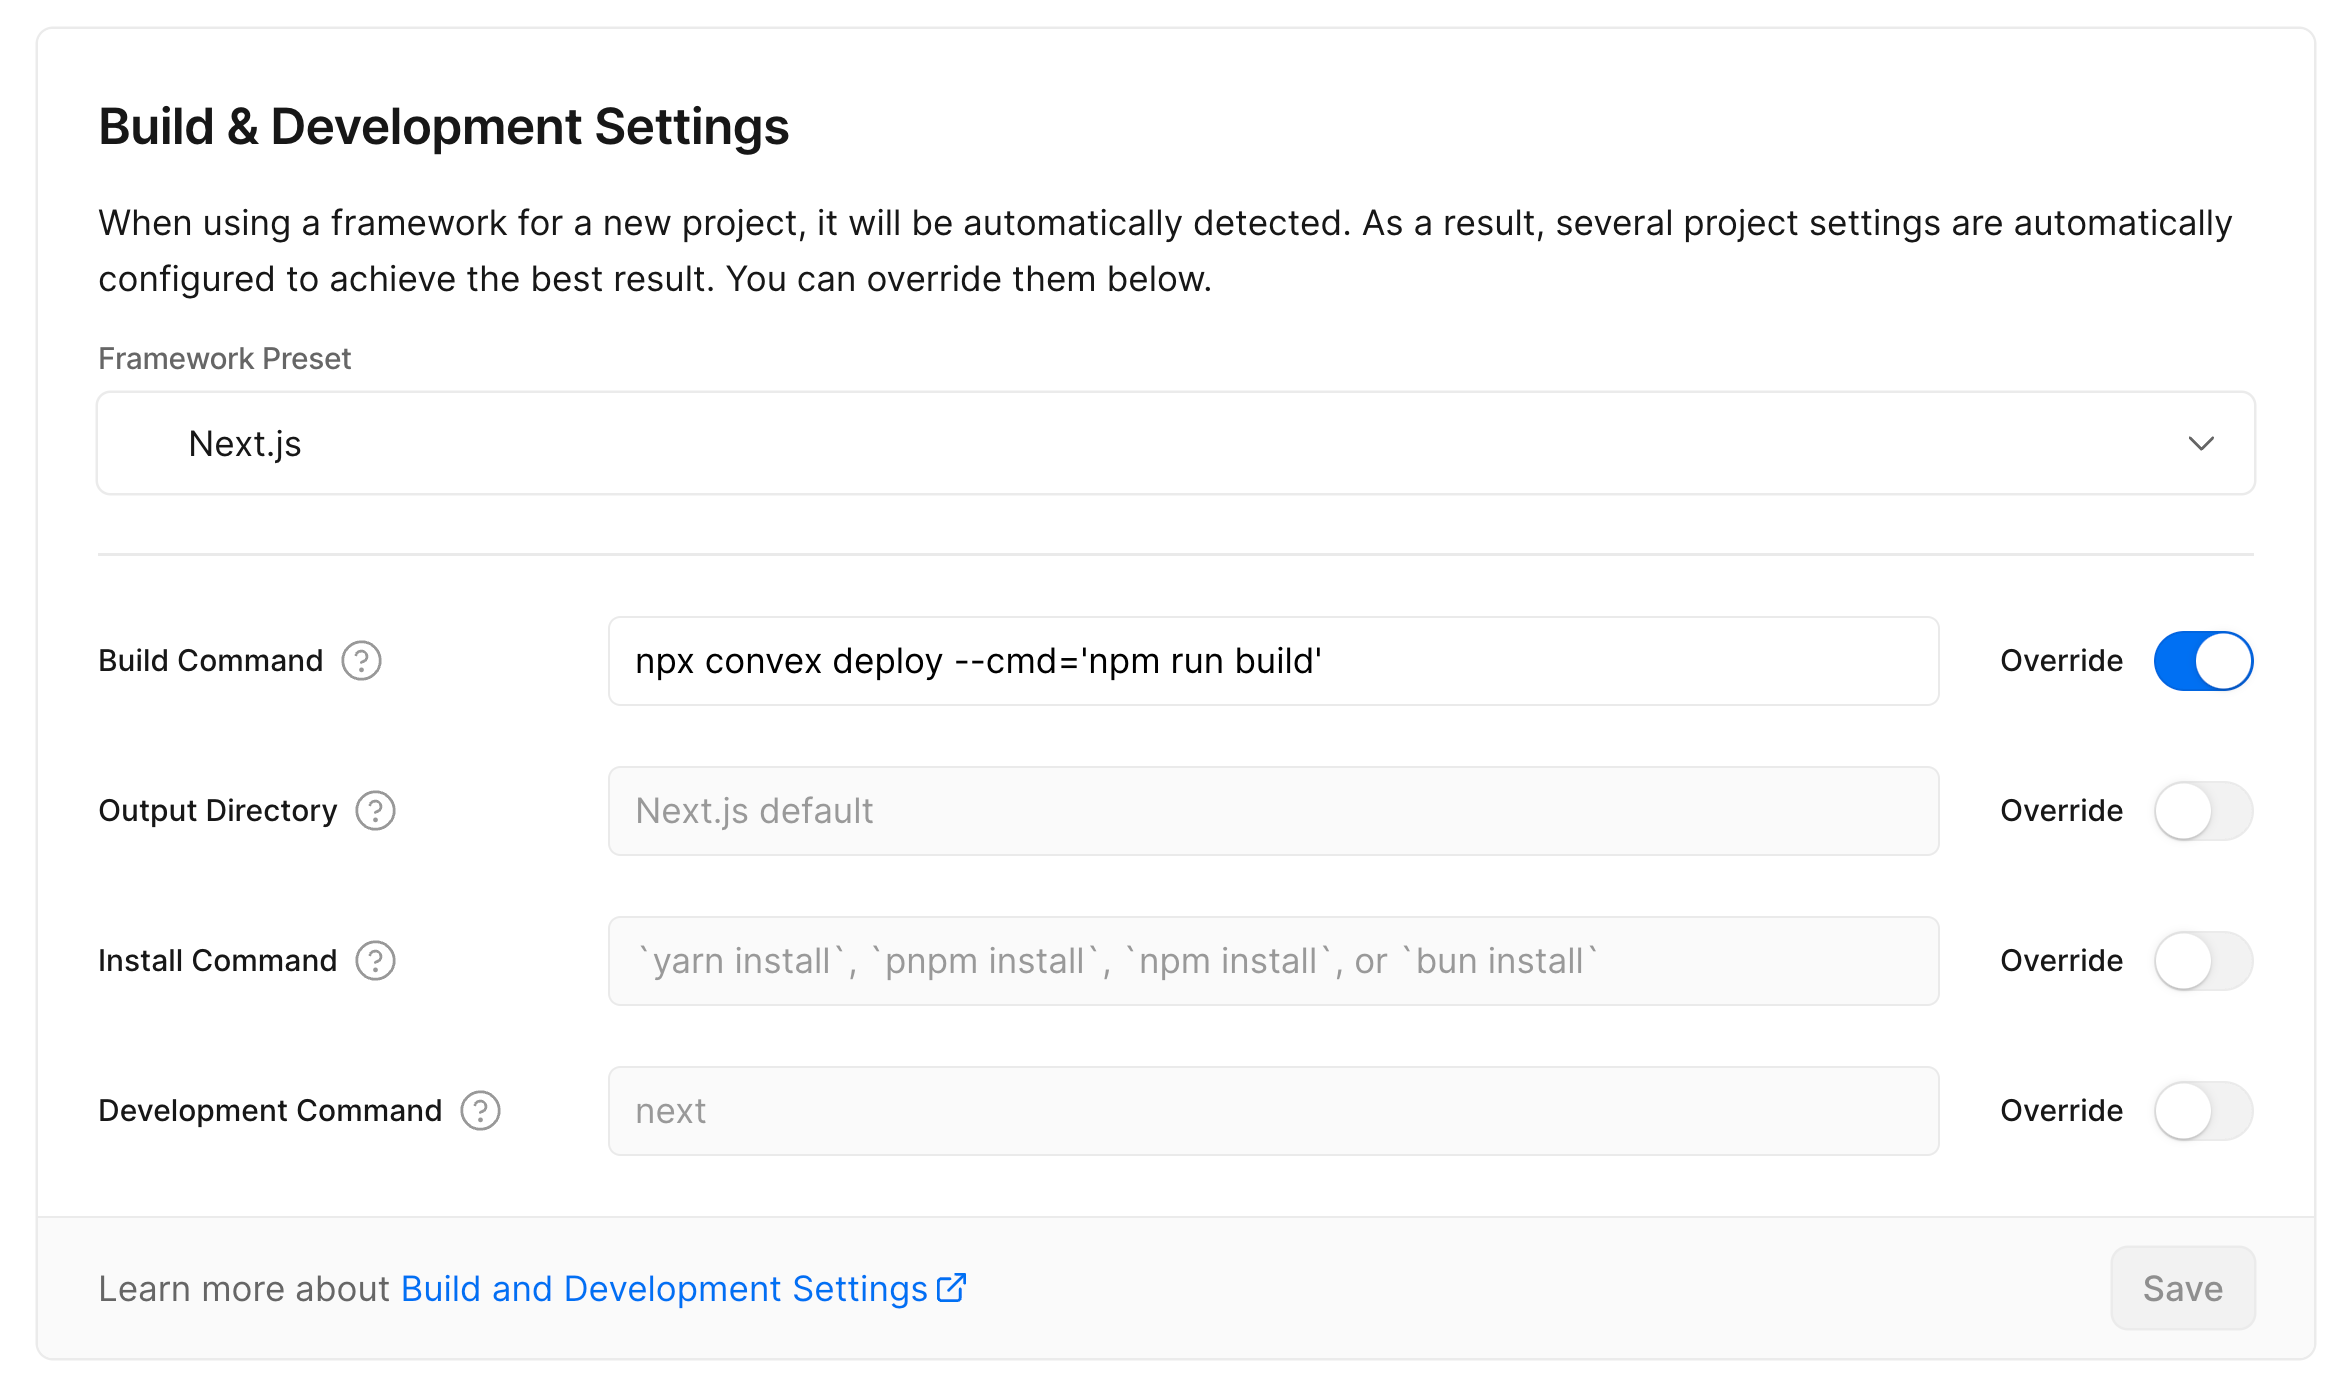 Build & Development Settings
When using a framework for a new project, it will be automatically detected. As a result, several project settings are automatically
configured to achieve the best result. You can override them below.
Framework Preset
Next.js
Build Command ?
npx convex deploy --cmd='npm run build'
Override
Output Directory ?
Next.js default
Override
Install Command ?
`yarn install`, `pnpm install`, `npm install`, or `bun install`
Override
Development Command ?
next
Override
Learn more about Build and Development Settings
Save